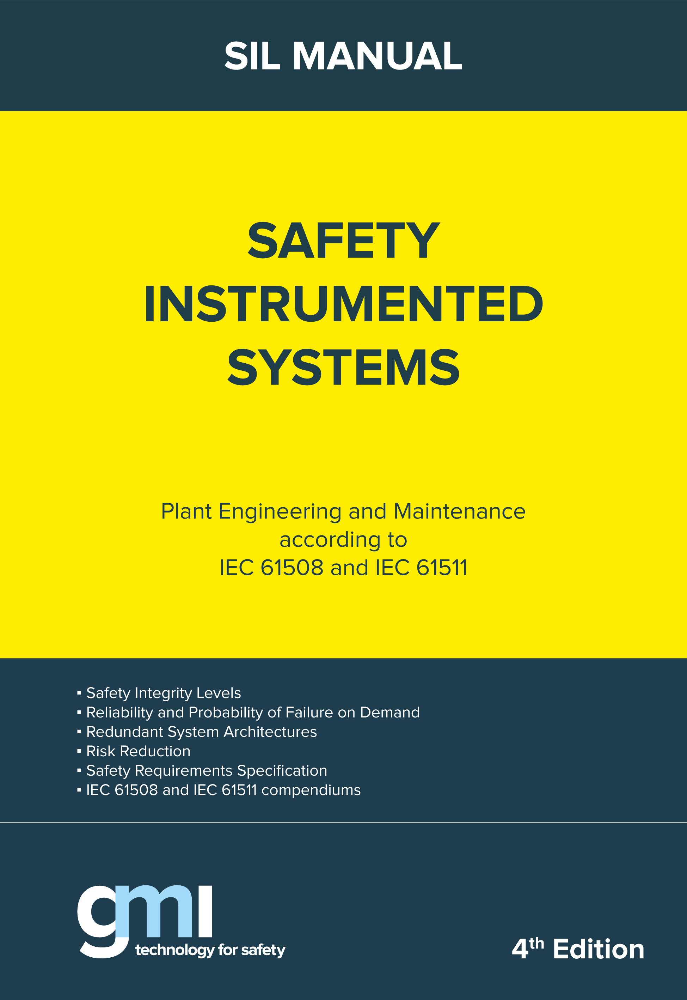 SIL MANUAL
SAFETY
INSTRUMENTED
SYSTEMS
Plant Engineering and Maintenance
according to
IEC 61508 and IEC 61511
▪ Safety Integrity Levels
▪ Reliability and Probability of Failure on Demand
▪ Redundant System Architectures
▪ Risk Reduction
▪ Safety Requirements Specification
▪ IEC 61508 and IEC 61511 compendiums
gmı
technology for safety
4th Edition